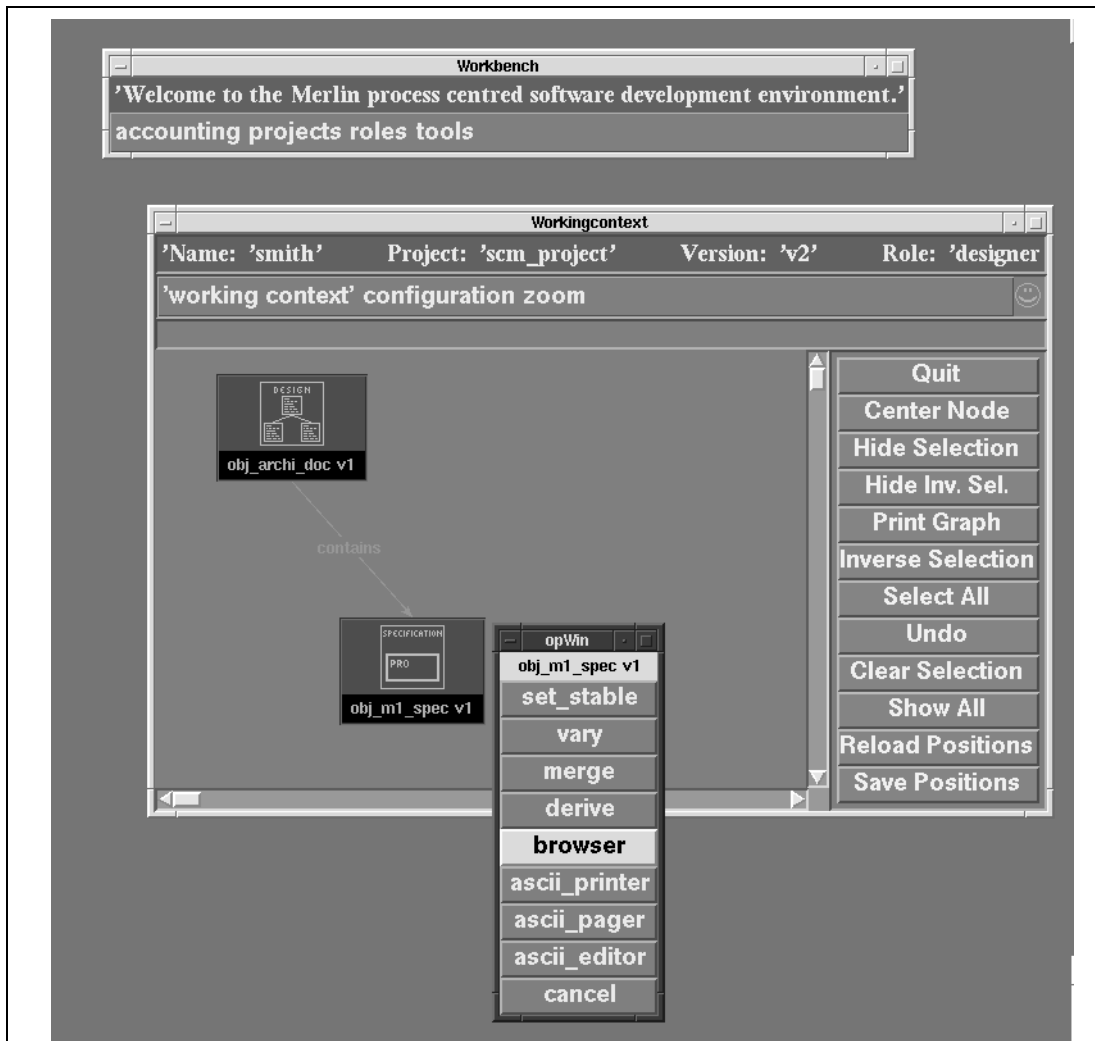 Workbench
'Welcome to the Merlin process centred software development environment.'
accounting projects roles tools
Workingcontext
'Name: 'smith' Project: 'scm_project' Version: 'v2' Role: 'designer
'working context' configuration zoom
DESIGN
obj_archi_doc v1
contains
SPECIFICATION
PRO
obj_m1_spec v1
opWin
obj_m1_spec v1
set_stable
vary
merge
derive
browser
ascii_printer
ascii_pager
ascii_editor
cancel
Quit
Center Node
Hide Selection
Hide Inv. Sel.
Print Graph
Inverse Selection
Select All
Undo
Clear Selection
Show All
Reload Positions
Save Positions